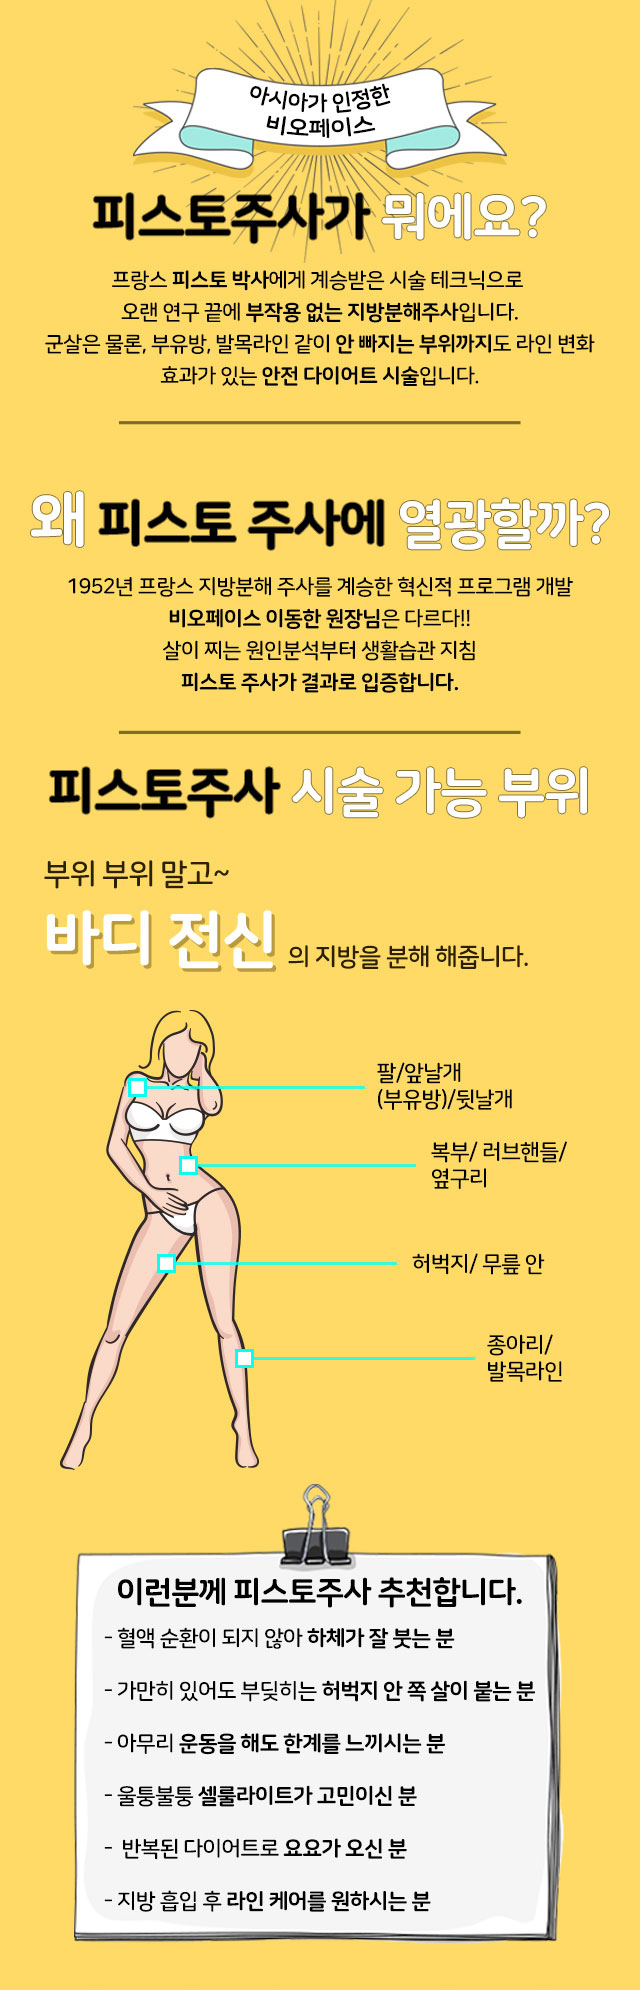 아시아가 인정한
비오페이스
피스토주사가 뭐에요?
프랑스 피스토 박사에게 계승받은 시술 테크닉으로
오랜 연구 끝에 부작용 없는 지방분해주사입니다.
군살은 물론, 부유방, 발목라인 같이 안 빠지는 부위까지도 라인 변화
효과가 있는 안전 다이어트 시술입니다.
왜 피스토 주사에 열광할까?
1952년 프랑스 지방분해 주사를 계승한 혁신적 프로그램 개발
비오페이스 이동한 원장님은 다르다!!
살이 찌는 원인분석부터 생활습관 지침
피스토 주사가 결과로 입증합니다.
피스토주사 시술 가능 부위
부위 부위 말고~
바디 전신 의 지방을 분해 해줍니다.
팔/앞날개
(부유방)/뒷날개
복부/ 러브핸들/
옆구리
허벅지/ 무릎 안
종아리/
발목라인
이런분께 피스토주사 추천합니다.
- 혈액 순환이 되지 않아 하체가 잘 붓는 분
- 가만히 있어도 부딪히는 허벅지 안 쪽 살이 붙는 분
- 아무리 운동을 해도 한계를 느끼시는 분
- 울퉁불퉁 셀룰라이트가 고민이신 분
- 반복된 다이어트로 요요가 오신 분
- 지방 흡입 후 라인 케어를 원하시는 분